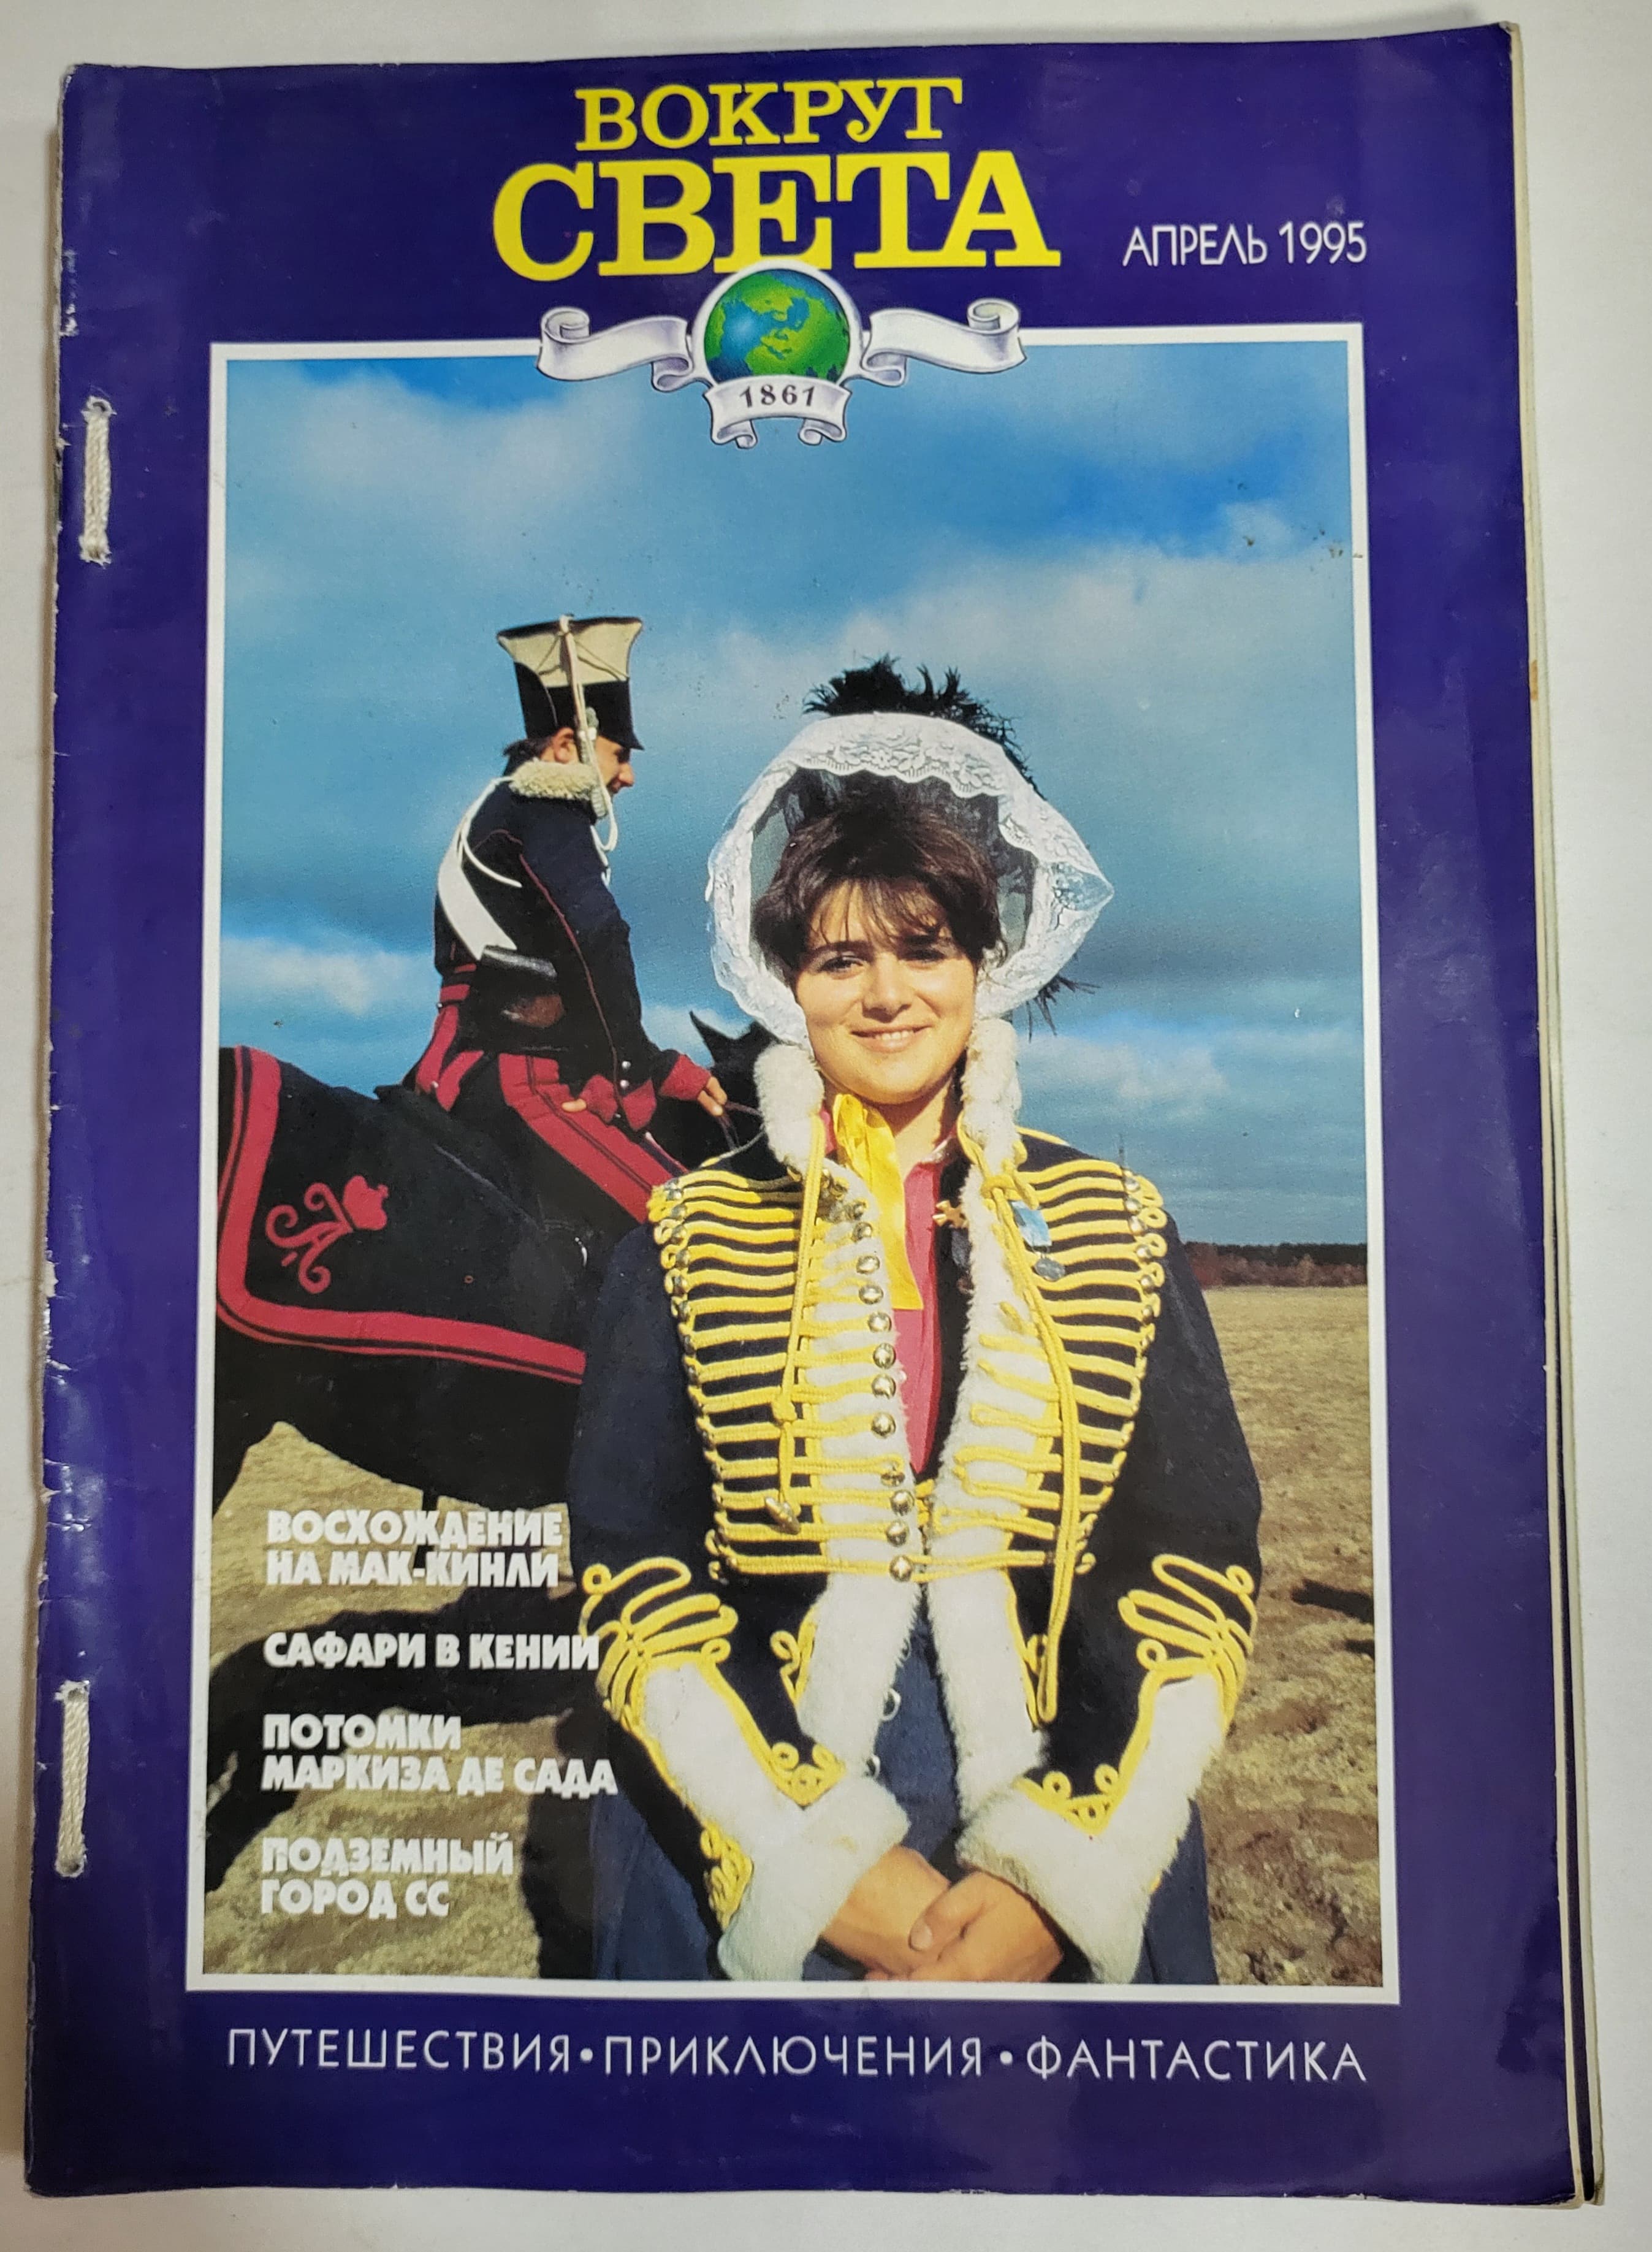 ВОКРУГ
СВЕТА
АПРЕЛЬ 1995
1861
ВОСХОЖДЕНИЕ
НА МАК-КИНЛИ
САФАРИ В КЕНИИ
ПОТОМКИ
МАРКИЗА ДЕ САДА
ПОДЗЕМНЫЙ
ГОРОД СС
ПУТЕШЕСТВИЯ•ПРИКЛЮЧЕНИЯ•ФАНТАСТИКА